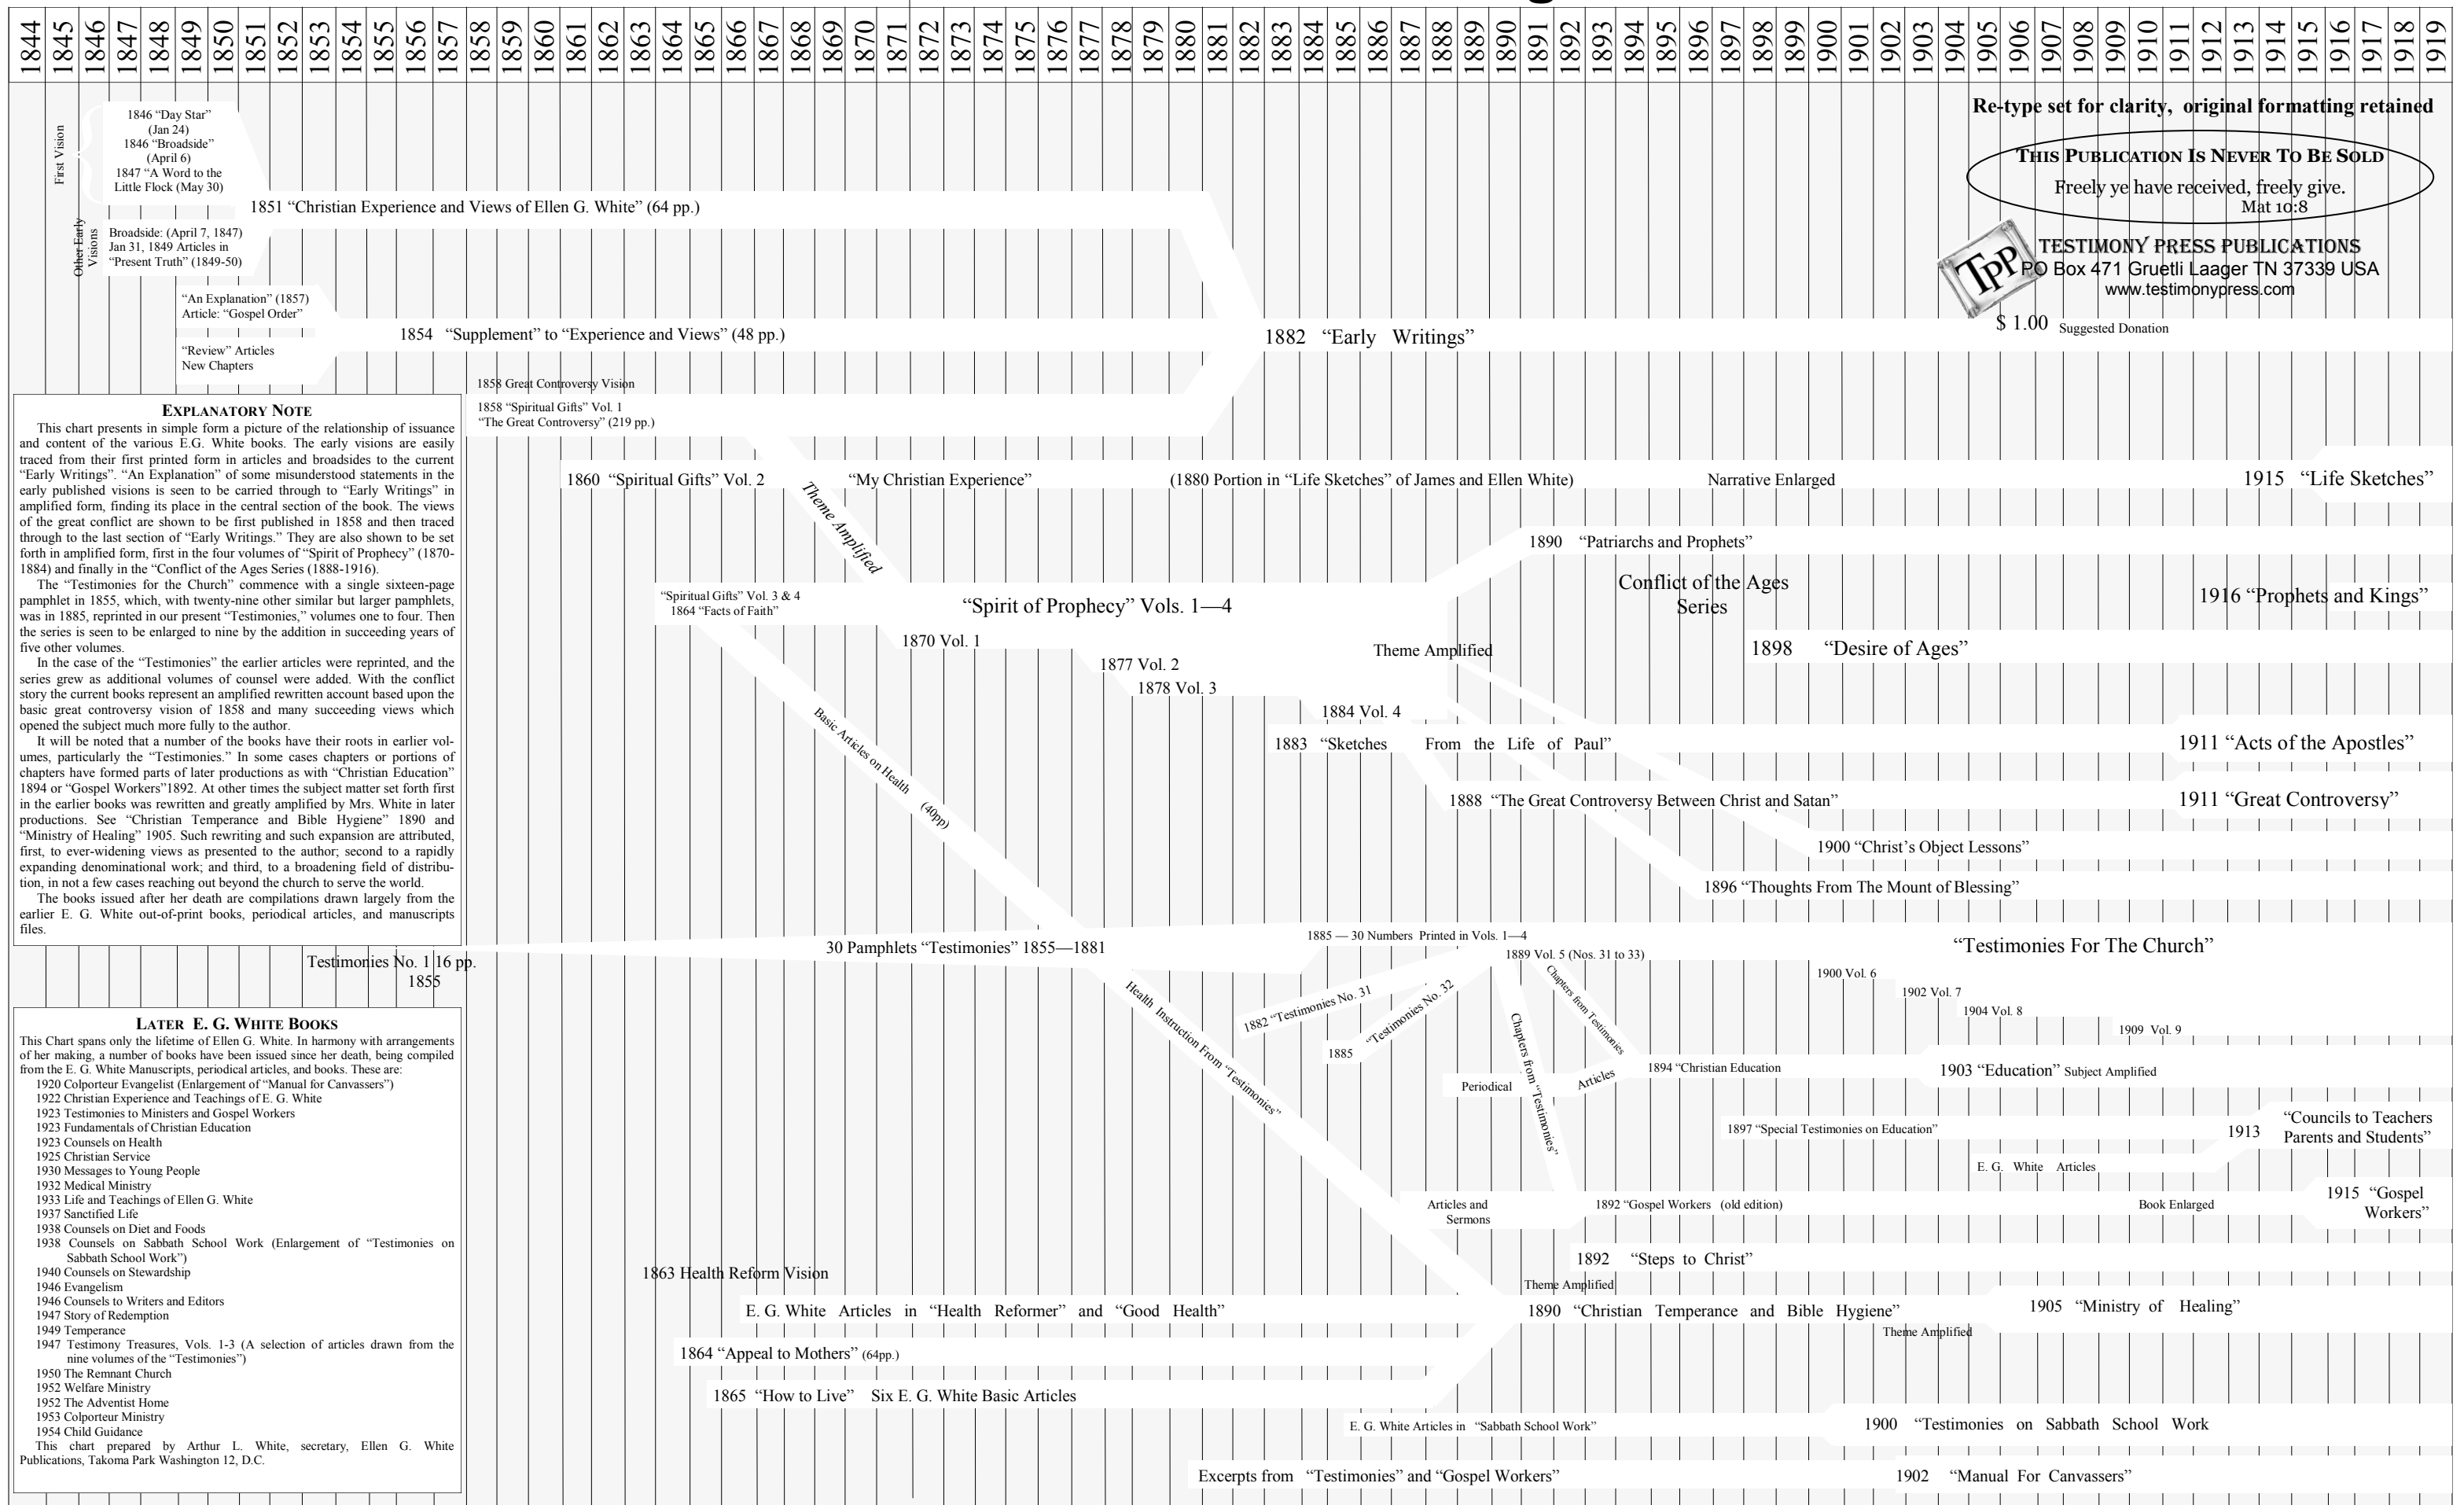 1844 1845 1846 1847 1848 1849 1850 1851 1852 1853 1854 1855 1856 1857 1858 1859 1860 1861 1862 1863 1864 1865 1866 1867 1868 1869 1870 1871 1872 1873 1874 1875 1876 1877 1878 1879 1880 1881 1882 1883 1884 1885 1886 1887 1888 1889 1890 1891 1892 1893 1894 1895 1896 1897 1898 1899 1900 1901 1902 1903 1904 1905 1906 1907 1908 1909 1910 1911 1912 1913 1914 1915 1916 1917 1918 1919
First Vision
1846 “Day Star”
(Jan 24)
1846 “Broadside”
(April 6)
1847 “A Word to the
Little Flock (May 30)
Other Early
Visions
Broadside: (April 7, 1847)
Jan 31, 1849 Articles in
“Present Truth” (1849-50)
1851 “Christian Experience and Views of Ellen G. White” (64 pp.)
“An Explanation” (1857)
Article: “Gospel Order”
“Review” Articles
New Chapters
1854 “Supplement” to “Experience and Views” (48 pp.)
1882 “Early Writings”
Re-type set for clarity, original formatting retained
THIS PUBLICATION IS NEVER TO BE SOLD
Freely ye have received, freely give.
Mat 10:8
TPP
TESTIMONY PRESS PUBLICATIONS
PO Box 471 Gruetli Laager TN 37339 USA
www.testimonypress.com
$ 1.00 Suggested Donation
1858 Great Controversy Vision
1858 “Spiritual Gifts” Vol. 1
“The Great Controversy” (219 pp.)
EXPLANATORY NOTE
This chart presents in simple form a picture of the relationship of issuance
and content of the various E.G. White books. The early visions are easily
traced from their first printed form in articles and broadsides to the current
“Early Writings”. “An Explanation” of some misunderstood statements in the
early published visions is seen to be carried through to “Early Writings” in
amplified form, finding its place in the central section of the book. The views
of the great conflict are shown to be first published in 1858 and then traced
through to the last section of “Early Writings.” They are also shown to be set
forth in amplified form, first in the four volumes of “Spirit of Prophecy” (1870-
1884) and finally in the “Conflict of the Ages Series (1888-1916).
The “Testimonies for the Church” commence with a single sixteen-page
pamphlet in 1855, which, with twenty-nine other similar but larger pamphlets,
was in 1885, reprinted in our present “Testimonies,” volumes one to four. Then
the series is seen to be enlarged to nine by the addition in succeeding years of
five other volumes.
In the case of the “Testimonies” the earlier articles were reprinted, and the
series grew as additional volumes of counsel were added. With the conflict
story the current books represent an amplified rewritten account based upon the
basic great controversy vision of 1858 and many succeeding views which
opened the subject much more fully to the author.
It will be noted that a number of the books have their roots in earlier vol-
umes, particularly the “Testimonies.” In some cases chapters or portions of
chapters have formed parts of later productions as with “Christian Education”
1894 or “Gospel Workers”1892. At other times the subject matter set forth first
in the earlier books was rewritten and greatly amplified by Mrs. White in later
productions. See “Christian Temperance and Bible Hygiene” 1890 and
“Ministry of Healing” 1905. Such rewriting and such expansion are attributed,
first, to ever-widening views as presented to the author; second to a rapidly
expanding denominational work; and third, to a broadening field of distribu-
tion, in not a few cases reaching out beyond the church to serve the world.
The books issued after her death are compilations drawn largely from the
earlier E. G. White out-of-print books, periodical articles, and manuscripts
files.
1860 “Spiritual Gifts” Vol. 2 “My Christian Experience” (1880 Portion in “Life Sketches” of James and Ellen White) Narrative Enlarged 1915 “Life Sketches”
Theme Amplified
1890 “Patriarchs and Prophets”
“Spiritual Gifts” Vol. 3 & 4
1864 “Facts of Faith”
“Spirit of Prophecy” Vols. 1—4
Conflict of the Ages
Series
1916 “Prophets and Kings”
1870 Vol. 1
1877 Vol. 2
1878 Vol. 3
1884 Vol. 4
Theme Amplified
1898 “Desire of Ages”
Basic Articles on Health (40pp)
1883 “Sketches From the Life of Paul”
1911 “Acts of the Apostles”
1888 “The Great Controversy Between Christ and Satan”
1911 “Great Controversy”
1900 “Christ’s Object Lessons”
1896 “Thoughts From The Mount of Blessing”
Testimonies No. 1 16 pp.
1855
30 Pamphlets “Testimonies” 1855—1881
1885 — 30 Numbers Printed in Vols. 1—4
1889 Vol. 5 (Nos. 31 to 33)
“Testimonies For The Church”
1900 Vol. 6
1902 Vol. 7
1904 Vol. 8
1909 Vol. 9
1882 “Testimonies No. 31
1885 “Testimonies No. 32
Chapters from “Testimonies”
Chapters from Testimonies
Health Instruction From “Testimonies”
Periodical Articles
1894 “Christian Education
1903 “Education” Subject Amplified
1897 “Special Testimonies on Education”
1913 “Councils to Teachers
Parents and Students”
E. G. White Articles
Articles and
Sermons
1892 “Gospel Workers (old edition)
Book Enlarged
1915 “Gospel
Workers”
1892 “Steps to Christ”
1863 Health Reform Vision
Theme Amplified
E. G. White Articles in “Health Reformer” and “Good Health”
1890 “Christian Temperance and Bible Hygiene”
1905 “Ministry of Healing”
Theme Amplified
1864 “Appeal to Mothers” (64pp.)
1865 “How to Live” Six E. G. White Basic Articles
E. G. White Articles in “Sabbath School Work”
1900 “Testimonies on Sabbath School Work
Excerpts from “Testimonies” and “Gospel Workers”
1902 “Manual For Canvassers”
LATER E. G. WHITE BOOKS
This Chart spans only the lifetime of Ellen G. White. In harmony with arrangements
of her making, a number of books have been issued since her death, being compiled
from the E. G. White Manuscripts, periodical articles, and books. These are:
1920 Colporteur Evangelist (Enlargement of “Manual for Canvassers”)
1922 Christian Experience and Teachings of E. G. White
1923 Testimonies to Ministers and Gospel Workers
1923 Fundamentals of Christian Education
1923 Counsels on Health
1925 Christian Service
1930 Messages to Young People
1932 Medical Ministry
1933 Life and Teachings of Ellen G. White
1937 Sanctified Life
1938 Counsels on Diet and Foods
1938 Counsels on Sabbath School Work (Enlargement of “Testimonies on
Sabbath School Work”)
1940 Counsels on Stewardship
1946 Evangelism
1946 Counsels to Writers and Editors
1947 Story of Redemption
1949 Temperance
1947 Testimony Treasures, Vols. 1-3 (A selection of articles drawn from the
nine volumes of the “Testimonies”)
1950 The Remnant Church
1952 Welfare Ministry
1952 The Adventist Home
1953 Colporteur Ministry
1954 Child Guidance
This chart prepared by Arthur L. White, secretary, Ellen G. White
Publications, Takoma Park Washington 12, D.C.